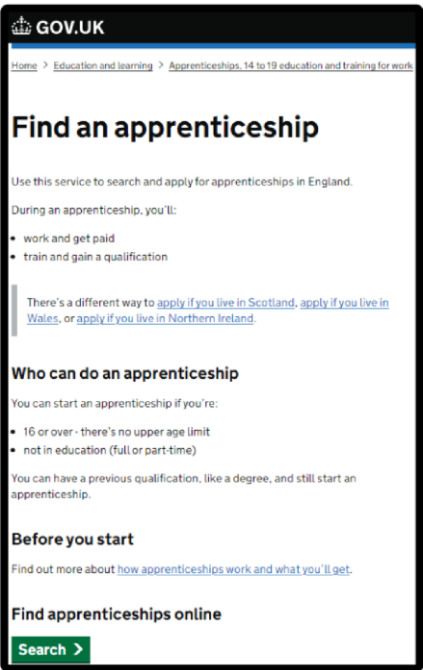 GOV.UK
Home > Education and learning > Apprenticeships, 14 to 19 education and training for work
Find an apprenticeship
Use this service to search and apply for apprenticeships in England.
During an apprenticeship, you'll:
• work and get paid
• train and gain a qualification
There's a different way to apply if you live in Scotland, apply if you live in
Wales, or apply if you live in Northern Ireland.
Who can do an apprenticeship
You can start an apprenticeship if you're:
• 16 or over - there's no upper age limit
• not in education (full or part-time)
You can have a previous qualification, like a degree, and still start an
apprenticeship.
Before you start
Find out more about how apprenticeships work and what you'll get.
Find apprenticeships online
Search >